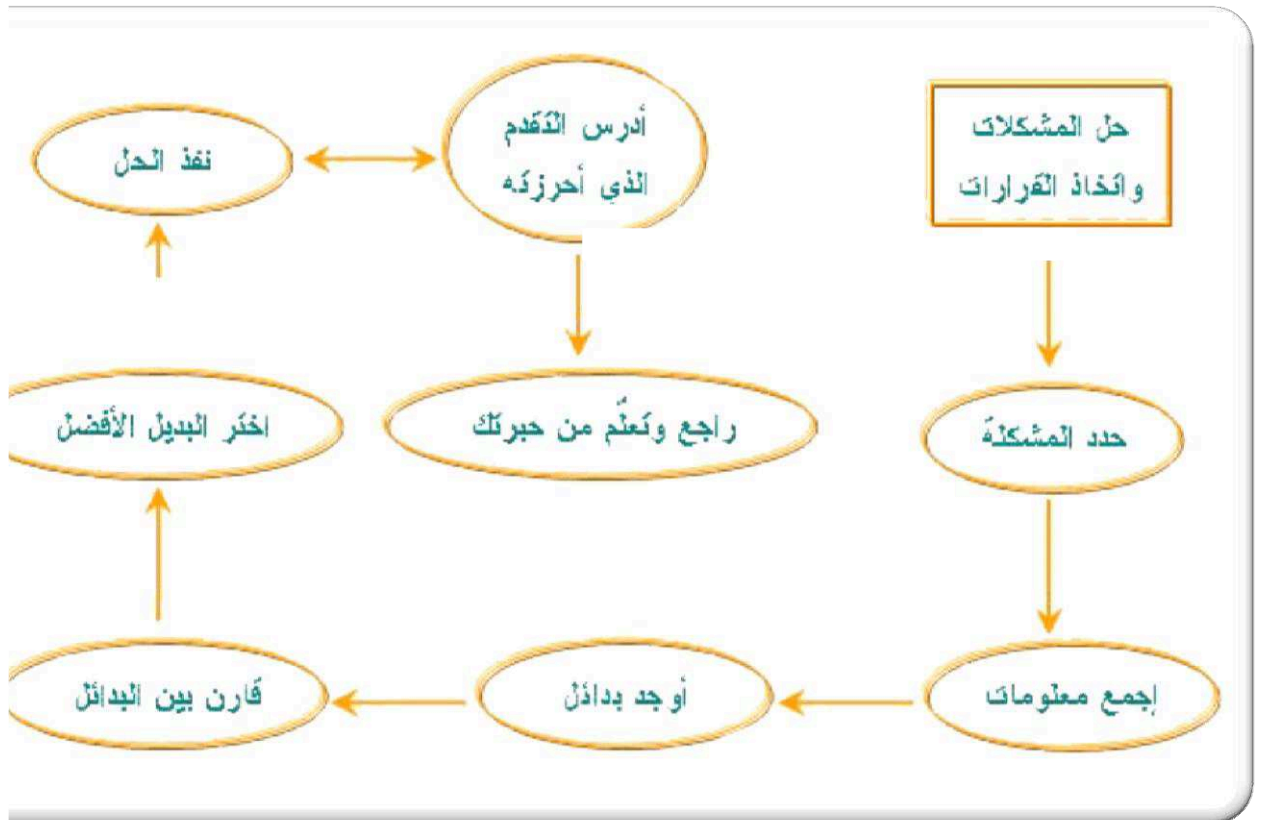 حل المشكلات
واتخاذ القرارات
حدد المشكلة
إجمع معلومات
أوجد بدائل
قارن بين البدائل
اختر البديل الأفضل
نفذ الحل
أدرس التقدم
الذي أحرزته
راجع وتعلّم من خبرتك